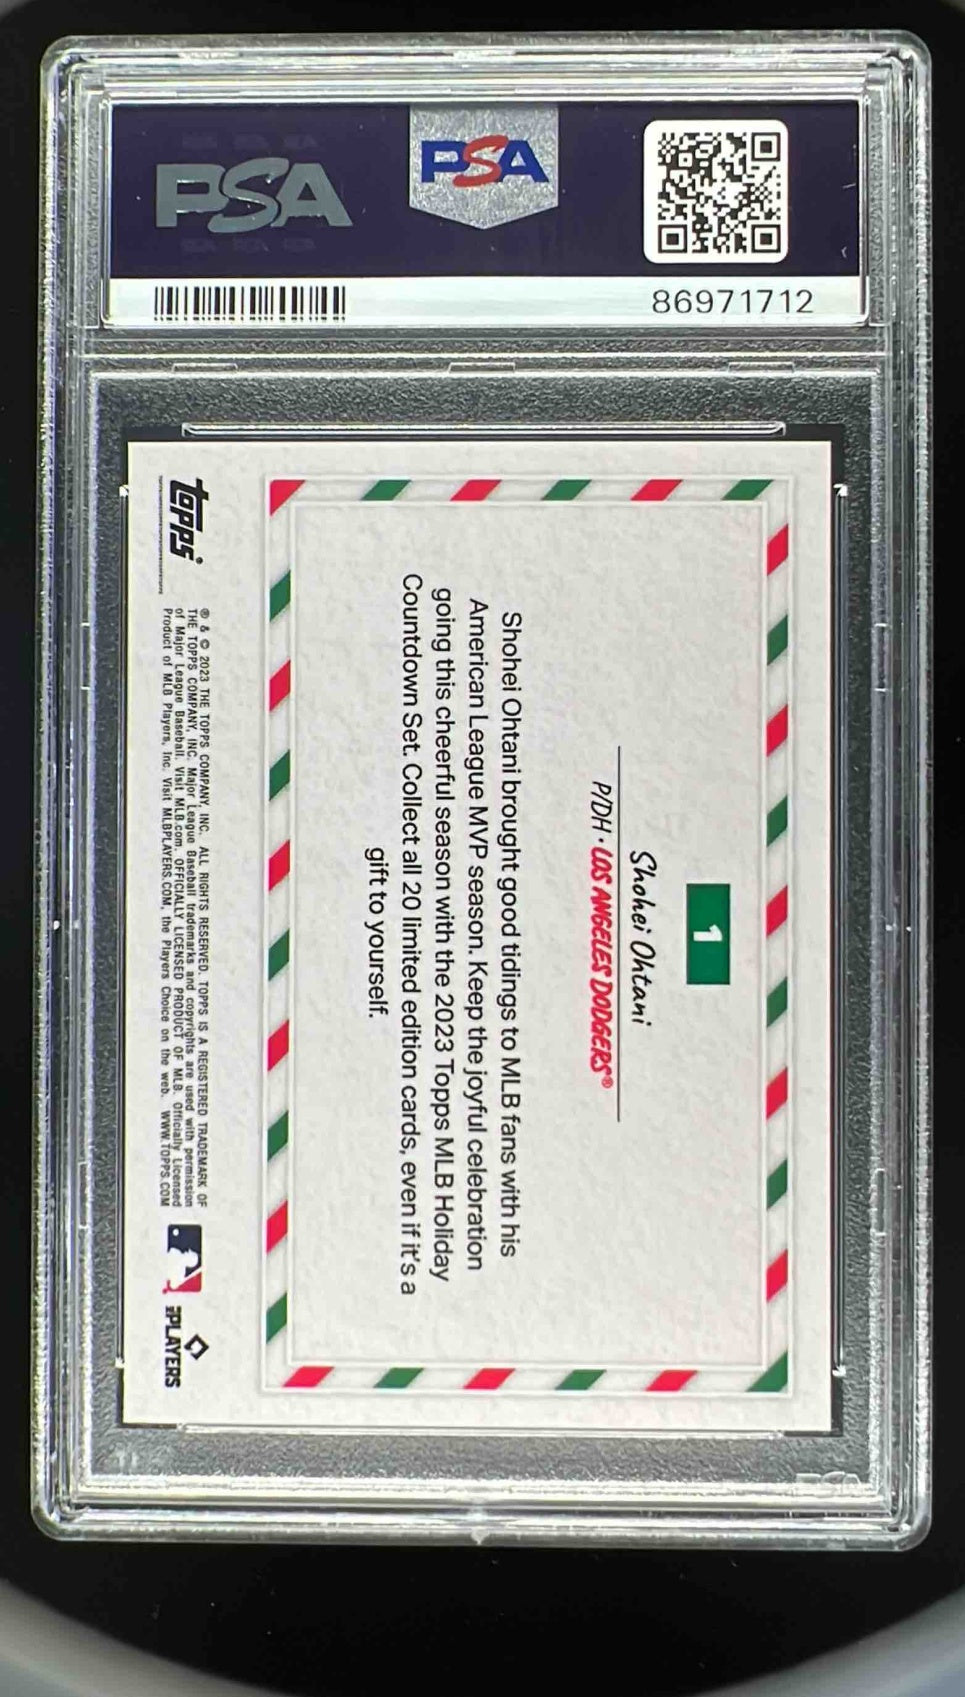 PSA
PSA
86971712
1
Shohei Ohtani
P/DH • LOS ANGELES DODGERS®
Shohei Ohtani brought good tidings to MLB fans with his
American League MVP season. Keep the joyful celebration
going this cheerful season with the 2023 Topps MLB Holiday
Countdown Set. Collect all 20 limited edition cards, even if it's a
gift to yourself.
topps
® & © 2023 THE TOPPS COMPANY, INC. ALL RIGHTS RESERVED. TOPPS IS A REGISTERED TRADEMARK OF
THE TOPPS COMPANY, INC. Major League Baseball trademarks and copyrights are used with permission
of Major League Baseball. Visit MLB.com. OFFICIALLY LICENSED PRODUCT OF MLB. Officially Licensed
Product of MLB Players, Inc. Visit MLBPLAYERS.COM, the Players Choice on the web. WWW.TOPPS.COM
PLAYERS
PSA